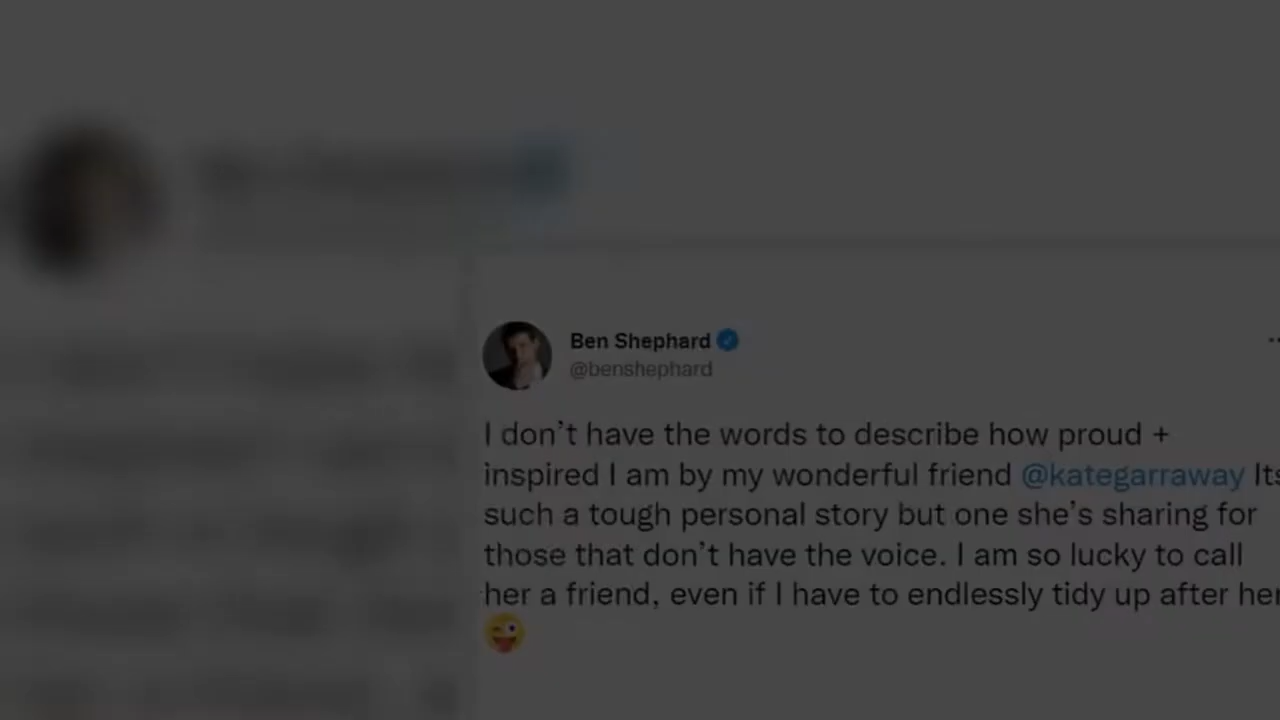 Ben Shephard
@benshephard
I don’t have the words to describe how proud +
inspired I am by my wonderful friend @kategarraway Its
such a tough personal story but one she’s sharing for
those that don’t have the voice. I am so lucky to call
her a friend, even if I have to endlessly tidy up after her
😜